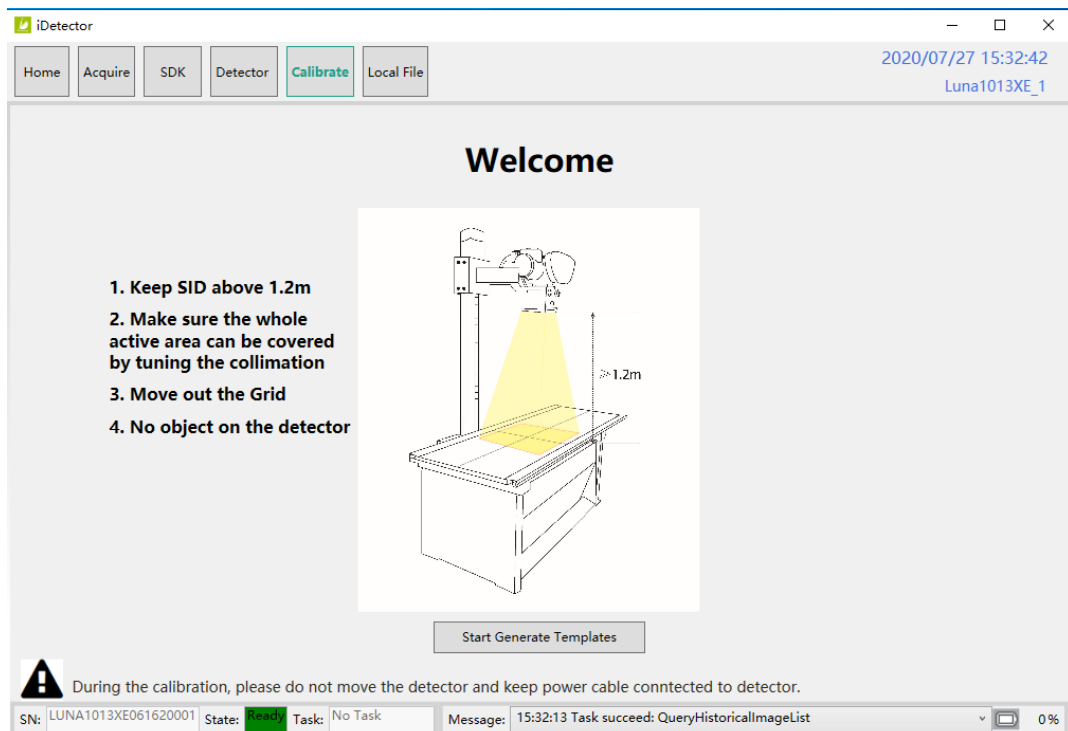 iDetector
Home Acquire SDK Detector Calibrate Local File
2020/07/27 15:32:42
Luna1013XE_1
Welcome
1. Keep SID above 1.2m
2. Make sure the whole
active area can be covered
by tuning the collimation
3. Move out the Grid
4. No object on the detector
≥1.2m
Start Generate Templates
During the calibration, please do not move the detector and keep power cable conntected to detector.
SN: LUNA1013XE061620001 State: Ready Task: No Task Message: 15:32:13 Task succeed: QueryHistoricalImageList 0%